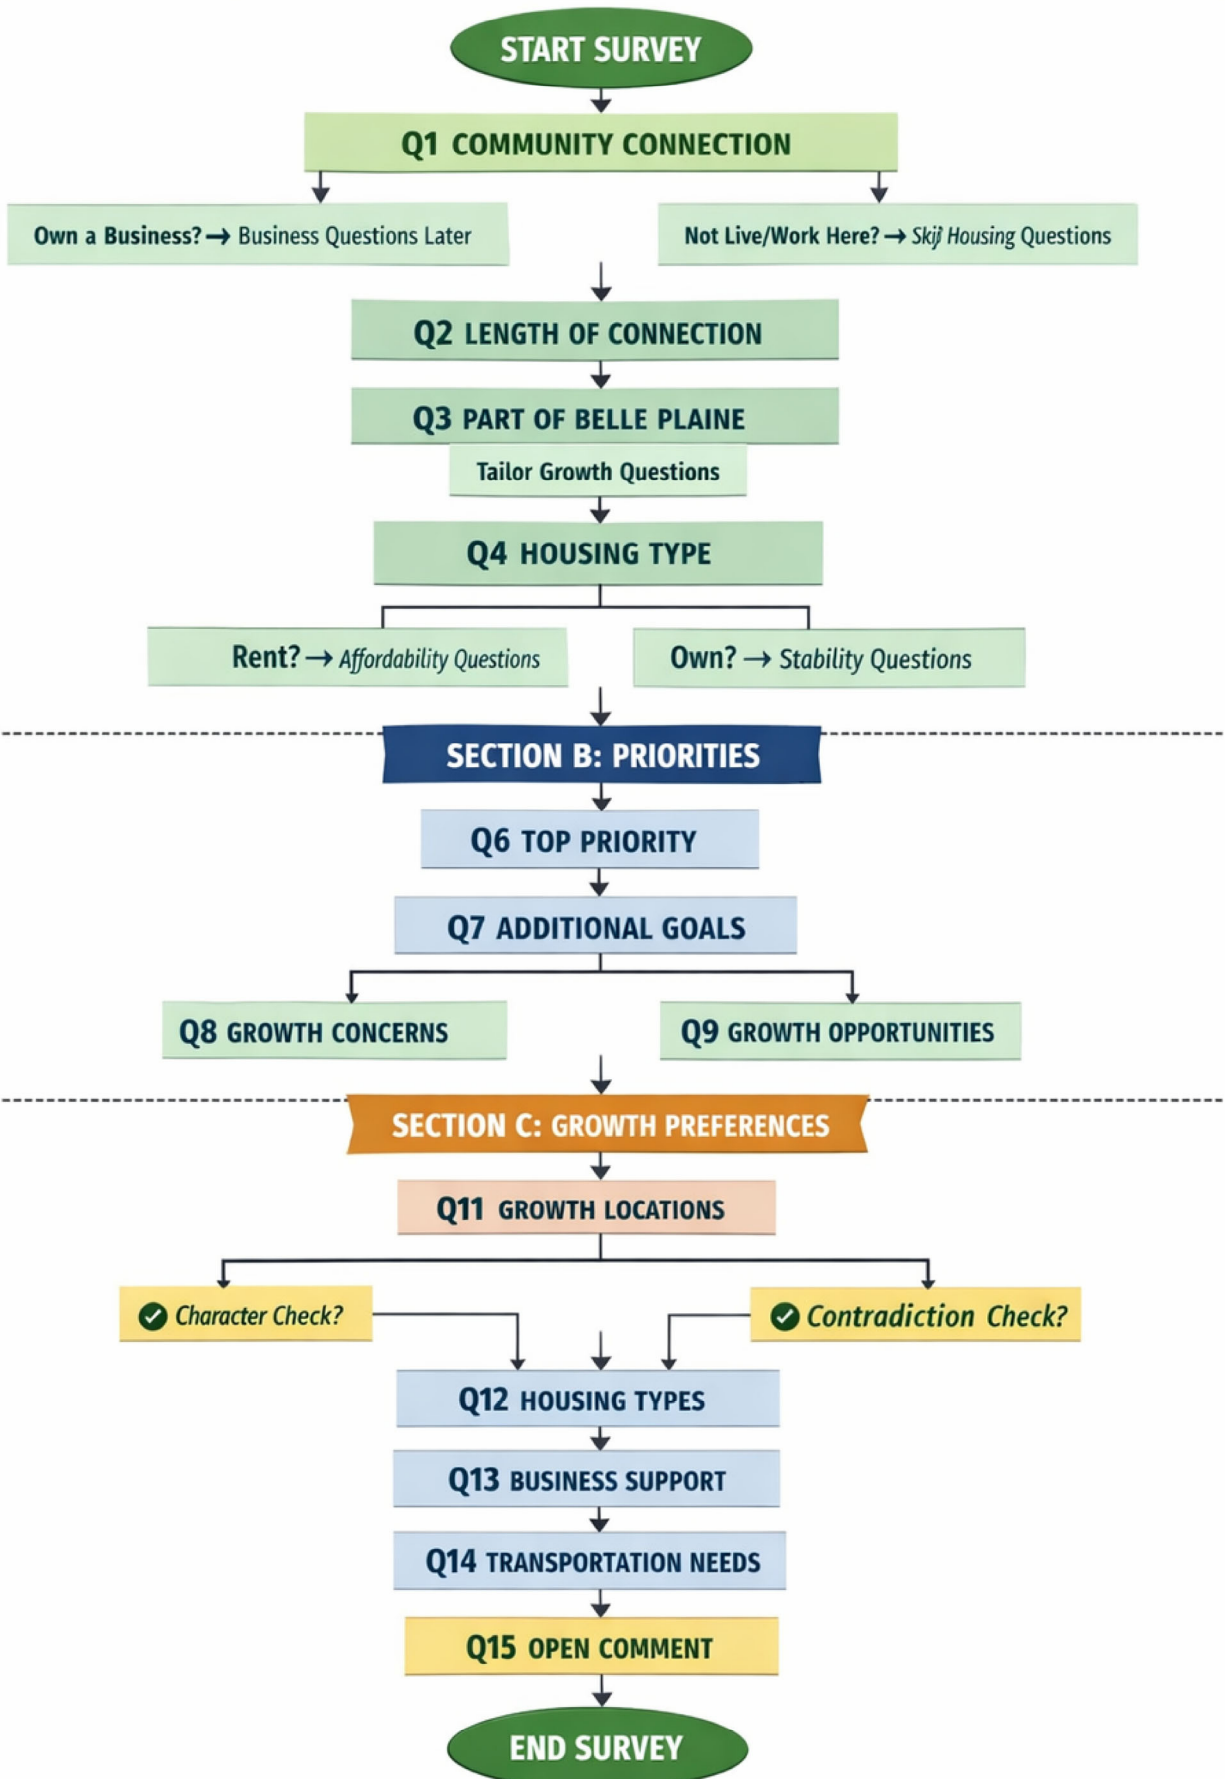 START SURVEY
Q1 COMMUNITY CONNECTION
Own a Business? → Business Questions Later
Not Live/Work Here? → Skip Housing Questions
Q2 LENGTH OF CONNECTION
Q3 PART OF BELLE PLAINE
Tailor Growth Questions
Q4 HOUSING TYPE
Rent? → Affordability Questions
Own? → Stability Questions
SECTION B: PRIORITIES
Q6 TOP PRIORITY
Q7 ADDITIONAL GOALS
Q8 GROWTH CONCERNS
Q9 GROWTH OPPORTUNITIES
SECTION C: GROWTH PREFERENCES
Q11 GROWTH LOCATIONS
Character Check?
Contradiction Check?
Q12 HOUSING TYPES
Q13 BUSINESS SUPPORT
Q14 TRANSPORTATION NEEDS
Q15 OPEN COMMENT
END SURVEY